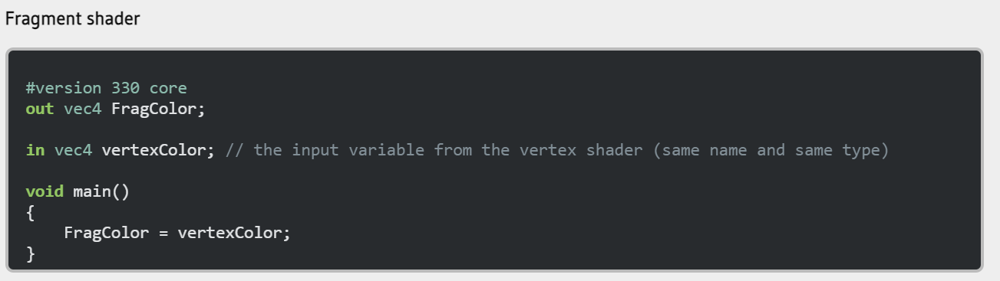 Fragment shader
#version 330 core
out vec4 FragColor;
in vec4 vertexColor; // the input variable from the vertex shader (same name and same type)
void main()
{
    FragColor = vertexColor;
}